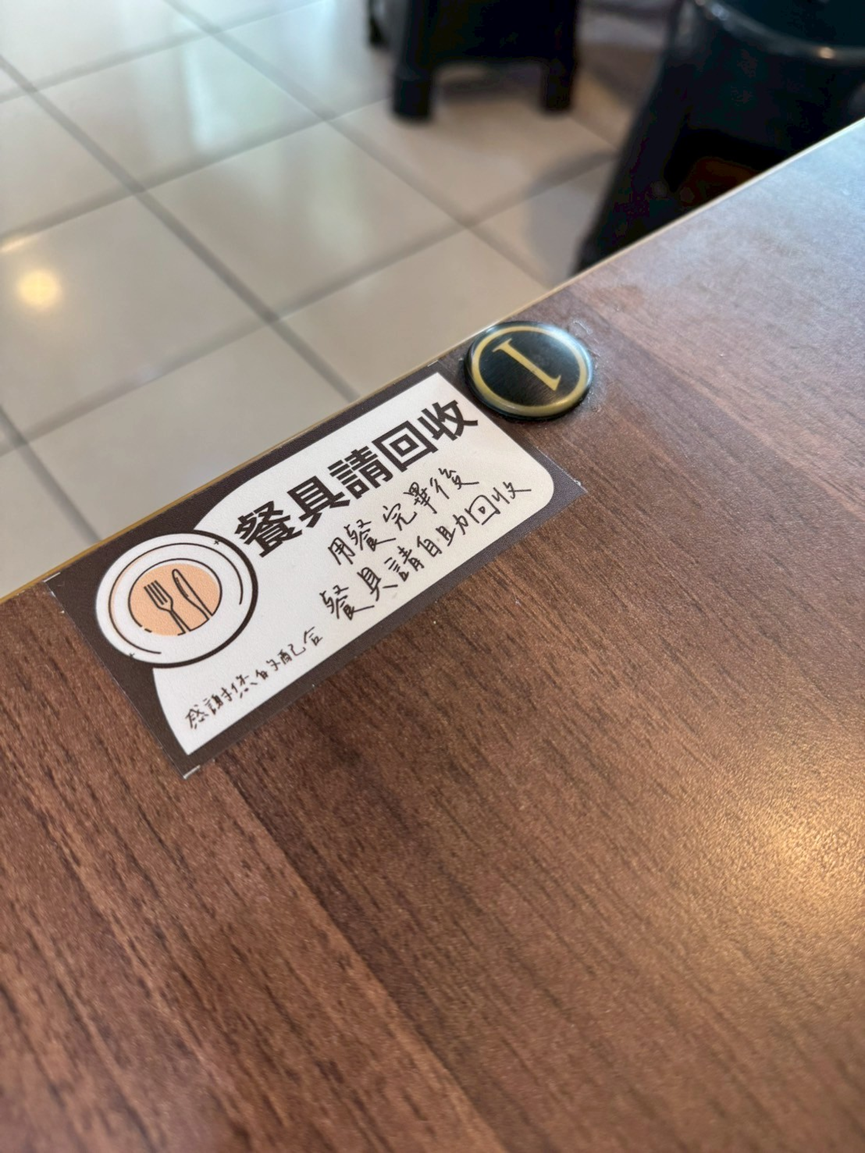 餐具請回收
用餐完畢後
餐具請自助回收
感謝您的配合
1